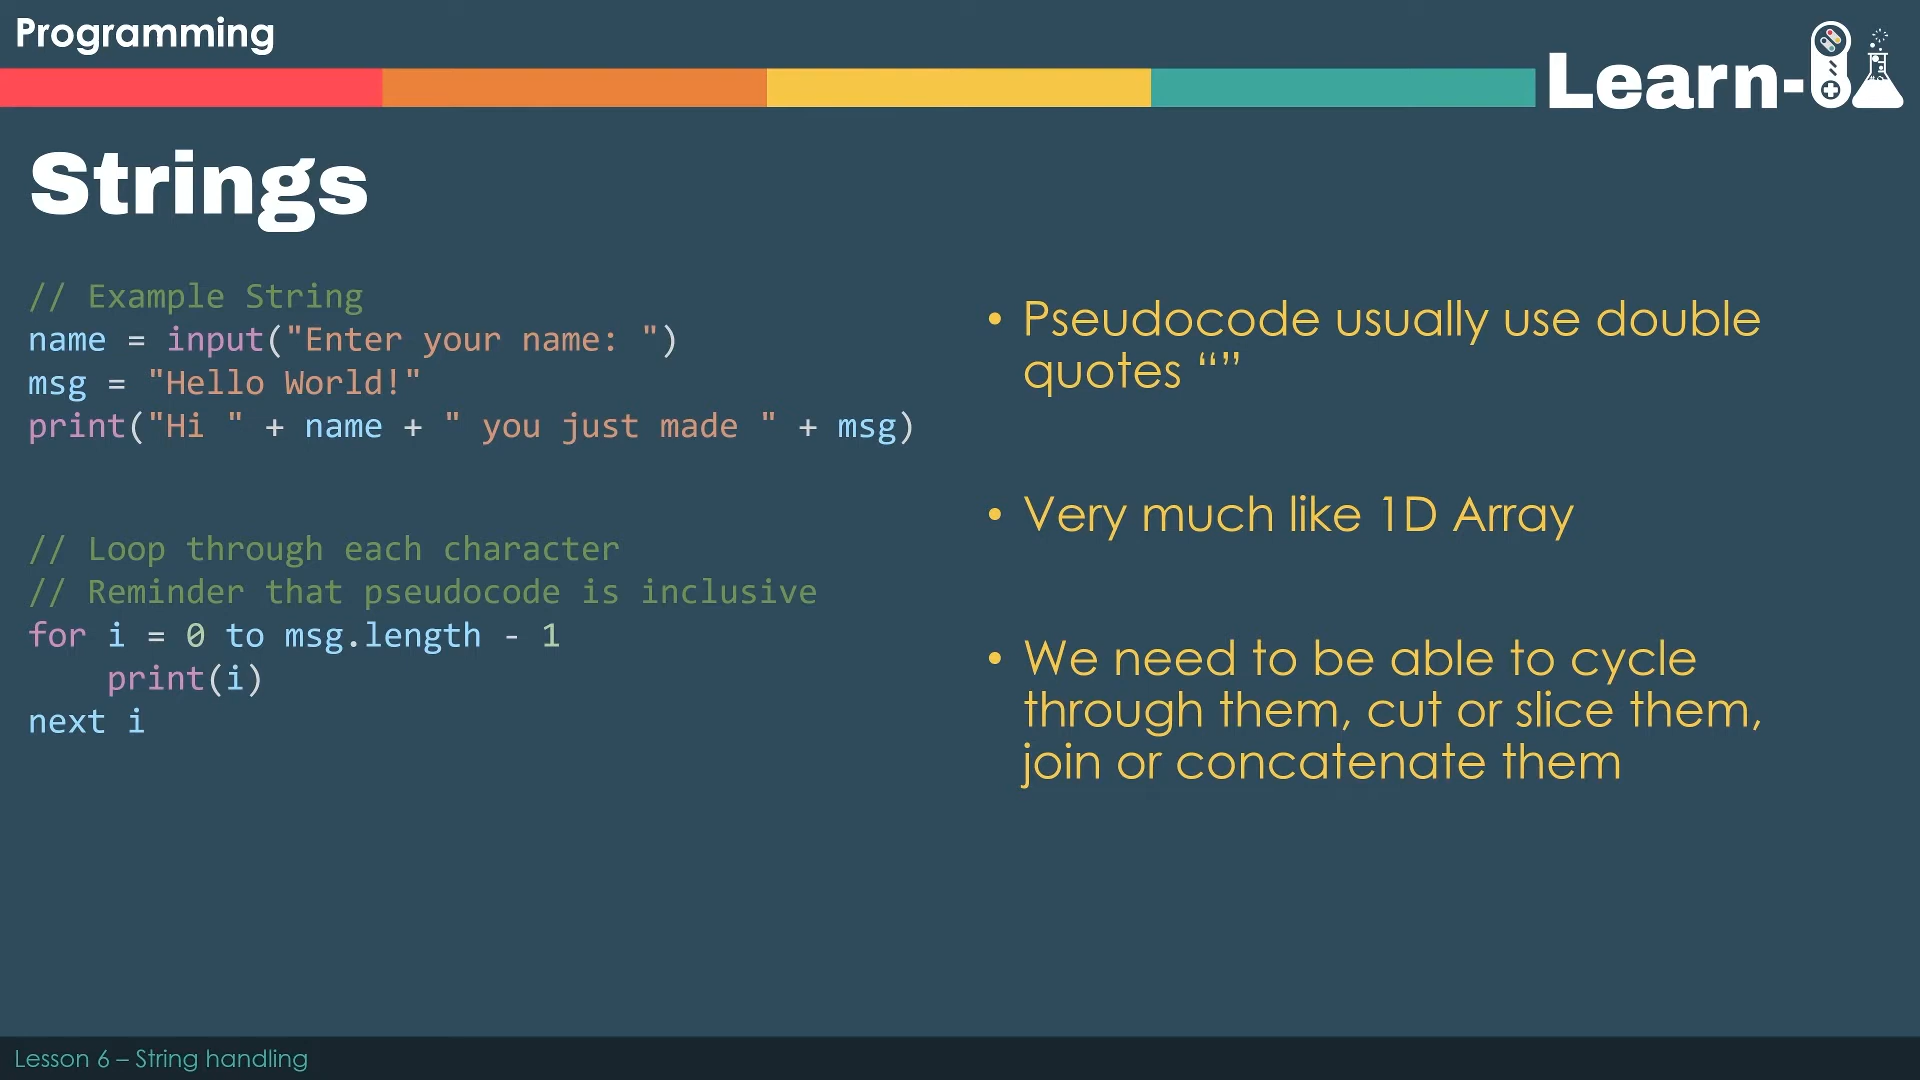 Programming
Learn-
Strings
// Example String
name = input("Enter your name: ")
msg = "Hello World!"
print("Hi " + name + " you just made " + msg)
// Loop through each character
// Reminder that pseudocode is inclusive
for i = 0 to msg.length - 1
    print(i)
next i
• Pseudocode usually use double
quotes “”
• Very much like 1D Array
• We need to be able to cycle
through them, cut or slice them,
join or concatenate them
Lesson 6 – String handling